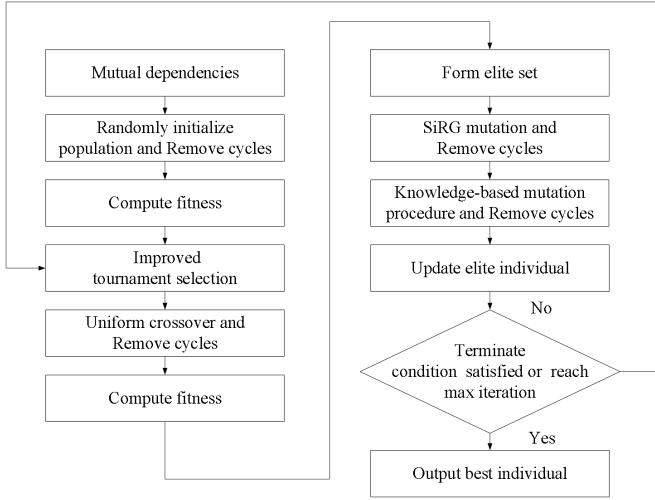 Mutual dependencies
Randomly initialize
population and Remove cycles
Compute fitness
Improved
tournament selection
Uniform crossover and
Remove cycles
Compute fitness
Form elite set
SiRG mutation and
Remove cycles
Knowledge-based mutation
procedure and Remove cycles
Update elite individual
No
Terminate
condition satisfied or reach
max iteration
Yes
Output best individual